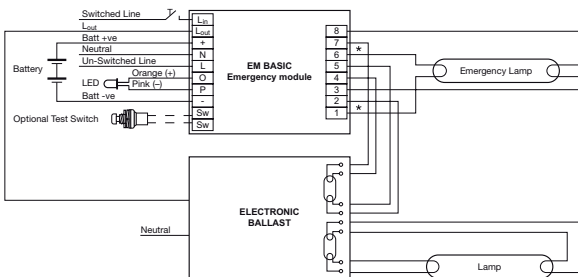 Switched Line
Lout
Batt +ve
Neutral
Un-Switched Line
Battery
LED
Orange (+)
Pink (–)
Batt -ve
Optional Test Switch
Lin
Lout
+
N
L
O
P
-
Sw
Sw
EM BASIC
Emergency module
8
7
6
5
4
3
2
1
*
*
Emergency Lamp
ELECTRONIC
BALLAST
Neutral
Lamp